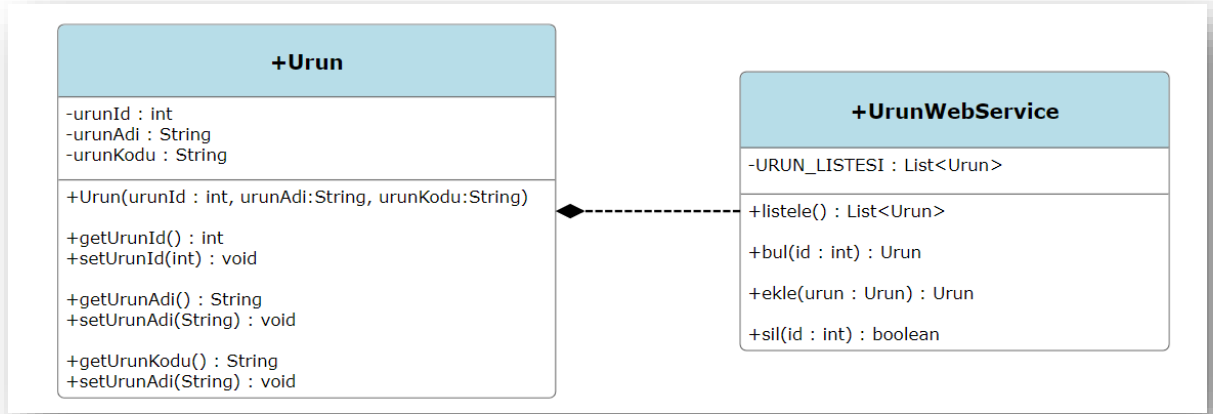 +Urun
-urunId : int
-urunAdi : String
-urunKodu : String
+Urun(urunId : int, urunAdi:String, urunKodu:String)
+getUrunId() : int
+setUrunId(int) : void
+getUrunAdi() : String
+setUrunAdi(String) : void
+getUrunKodu() : String
+setUrunAdi(String) : void
+UrunWebService
-URUN_LISTESI : List<Urun>
+listele() : List<Urun>
+bul(id : int) : Urun
+ekle(urun : Urun) : Urun
+sil(id : int) : boolean